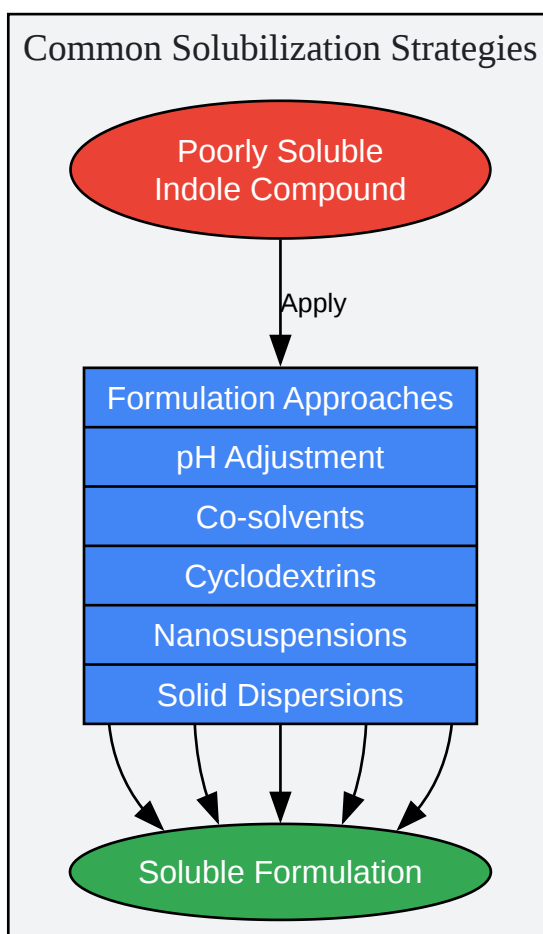 Common Solubilization Strategies
Poorly Soluble
Indole Compound
Apply
Formulation Approaches
pH Adjustment
Co-solvents
Cyclodextrins
Nanosuspensions
Solid Dispersions
Soluble Formulation